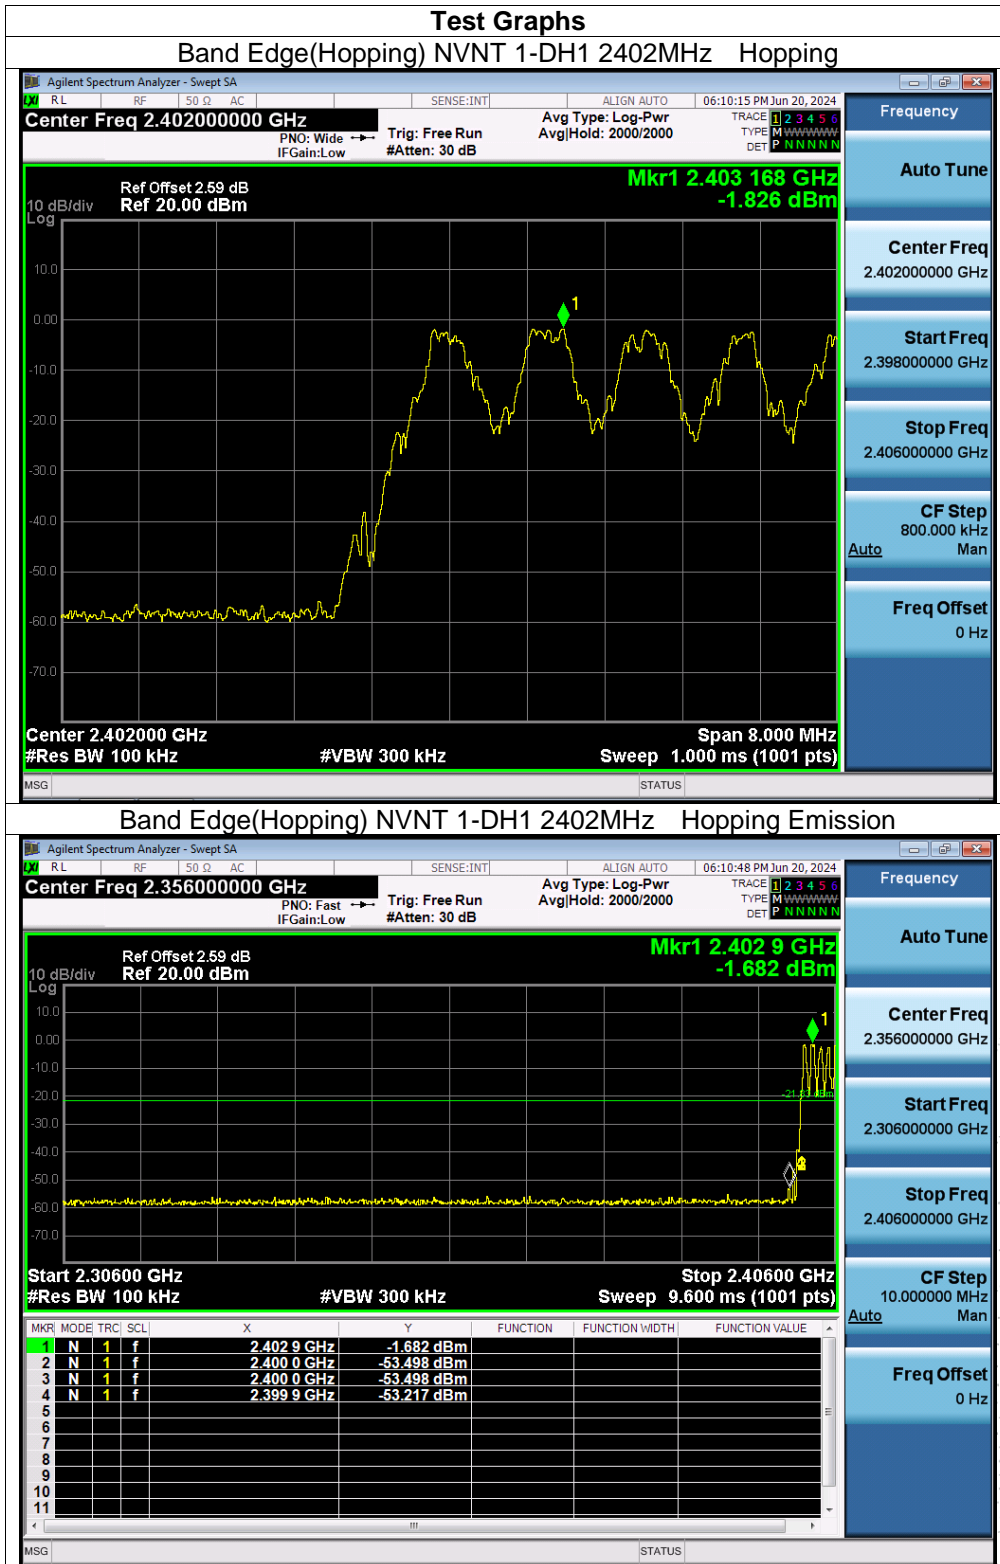 Test Graphs
Band Edge(Hopping) NVNT 1-DH1 2402MHz Hopping
Agilent Spectrum Analyzer - Swept SA
LXI RL RF 50 Ω AC SENSE:INT ALIGN AUTO 06:10:15 PM Jun 20, 2024
Center Freq 2.402000000 GHz
PNO: Wide
IFGain:Low
Trig: Free Run
#Atten: 30 dB
Avg Type: Log-Pwr
Avg|Hold: 2000/2000
TRACE 1 2 3 4 5 6
TYPE M WWWWW
DET P N N N N N
Frequency
Mkr1 2.403 168 GHz
-1.826 dBm
Ref Offset 2.59 dB
10 dB/div Ref 20.00 dBm
Log
10.0
0.00
-10.0
-20.0
-30.0
-40.0
-50.0
-60.0
-70.0
1
Center 2.402000 GHz Span 8.000 MHz
#Res BW 100 kHz #VBW 300 kHz Sweep 1.000 ms (1001 pts)
Auto Tune
Center Freq
2.402000000 GHz
Start Freq
2.398000000 GHz
Stop Freq
2.406000000 GHz
CF Step
800.000 kHz
Auto Man
Freq Offset
0 Hz
MSG STATUS
Band Edge(Hopping) NVNT 1-DH1 2402MHz Hopping Emission
Agilent Spectrum Analyzer - Swept SA
LXI RL RF 50 Ω AC SENSE:INT ALIGN AUTO 06:10:48 PM Jun 20, 2024
Center Freq 2.356000000 GHz
PNO: Fast
IFGain:Low
Trig: Free Run
#Atten: 30 dB
Avg Type: Log-Pwr
Avg|Hold: 2000/2000
TRACE 1 2 3 4 5 6
TYPE M WWWWW
DET P N N N N N
Frequency
Mkr1 2.402 9 GHz
-1.682 dBm
Ref Offset 2.59 dB
10 dB/div Ref 20.00 dBm
Log
10.0
0.00
-10.0
-20.0
-30.0
-40.0
-50.0
-60.0
-70.0
1
Start 2.30600 GHz Stop 2.40600 GHz
#Res BW 100 kHz #VBW 300 kHz Sweep 9.600 ms (1001 pts)
MKR MODE TRC SCL X Y FUNCTION FUNCTION WIDTH FUNCTION VALUE
1 N 1 f 2.402 9 GHz -1.682 dBm
2 N 1 f 2.400 0 GHz -53.498 dBm
3 N 1 f 2.400 0 GHz -53.498 dBm
4 N 1 f 2.399 9 GHz -53.217 dBm
5
6
7
8
9
10
11
Auto Tune
Center Freq
2.356000000 GHz
Start Freq
2.306000000 GHz
Stop Freq
2.406000000 GHz
CF Step
10.000000 MHz
Auto Man
Freq Offset
0 Hz
MSG STATUS